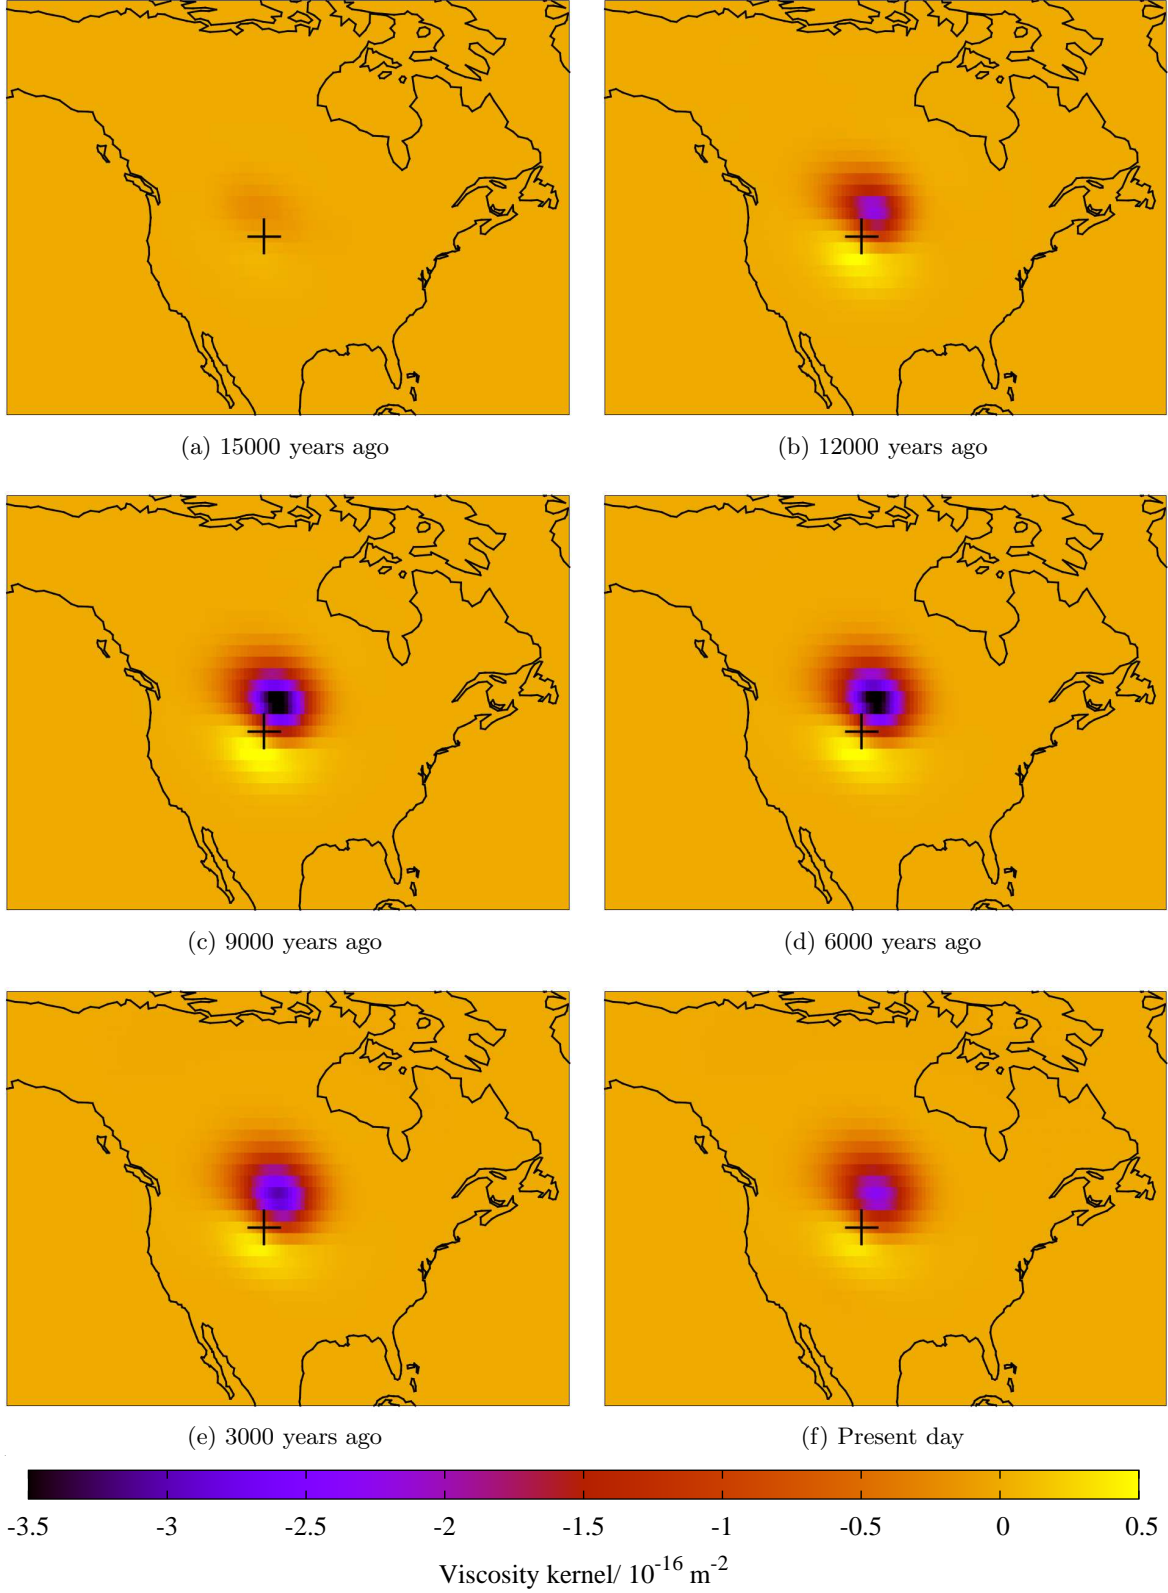 (a) 15000 years ago
(b) 12000 years ago
(c) 9000 years ago
(d) 6000 years ago
(e) 3000 years ago
(f) Present day
-3.5 -3 -2.5 -2 -1.5 -1 -0.5 0 0.5
Viscosity kernel/ 10^-16 m^-2